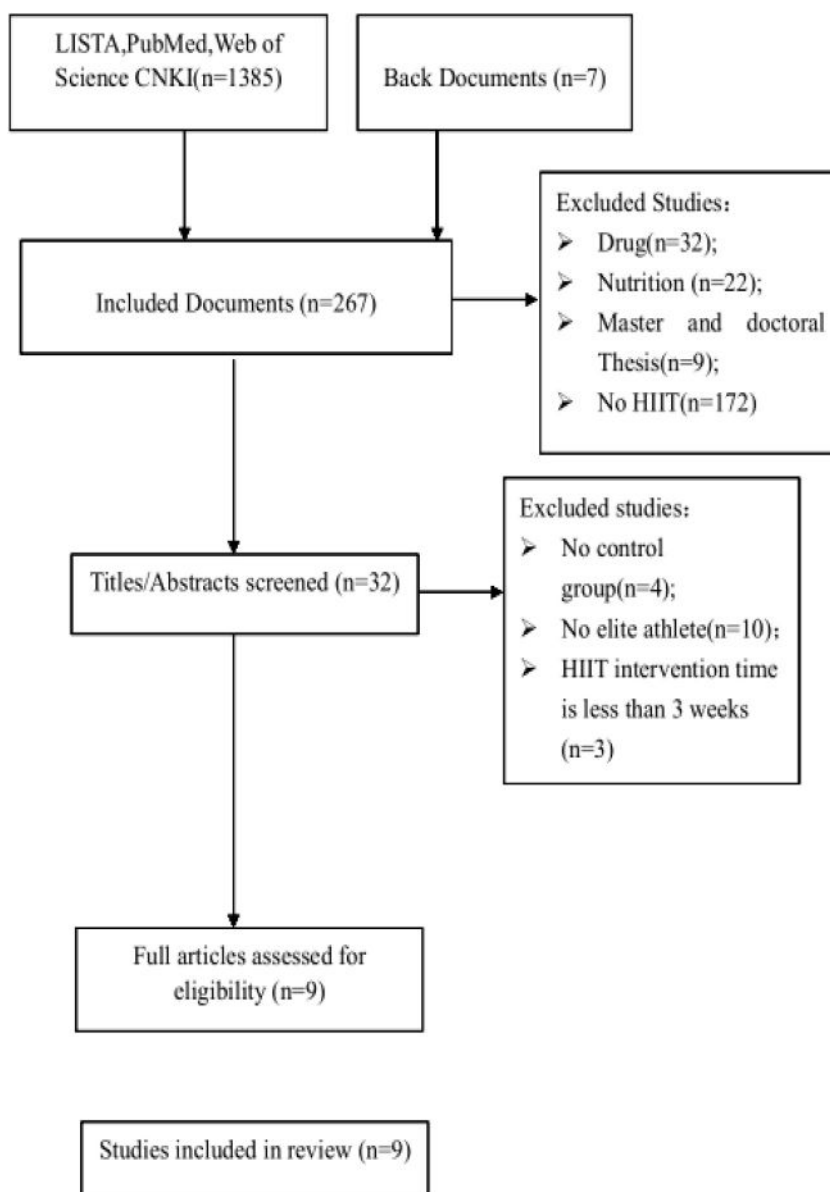 LISTA,PubMed,Web of
Science CNKI(n=1385)
Back Documents (n=7)
Included Documents (n=267)
Excluded Studies：
➢ Drug(n=32);
➢ Nutrition (n=22);
➢ Master and doctoral
Thesis(n=9);
➢ No HIIT(n=172)
Titles/Abstracts screened (n=32)
Excluded studies：
➢ No control
group(n=4);
➢ No elite athlete(n=10);
➢ HIIT intervention time
is less than 3 weeks
(n=3)
Full articles assessed for
eligibility (n=9)
Studies included in review (n=9)